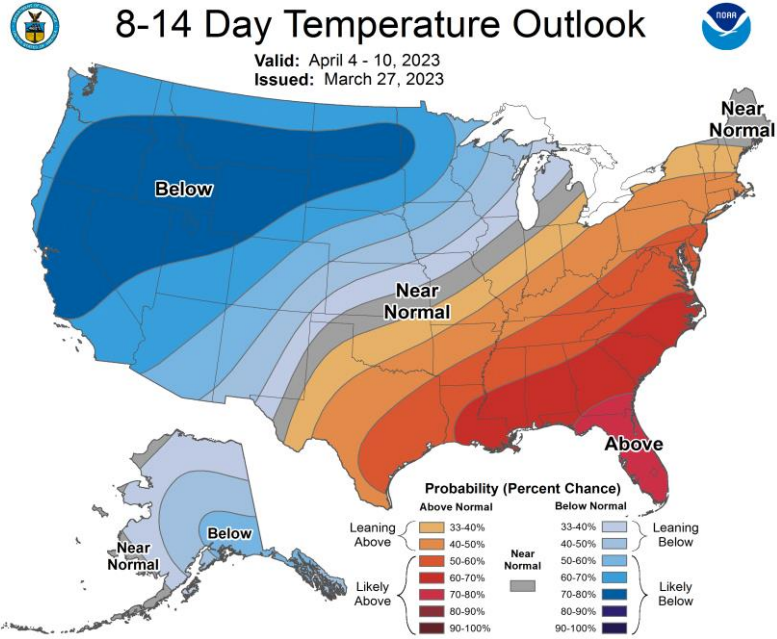 8-14 Day Temperature Outlook
NOAA
Valid: April 4 - 10, 2023
Issued: March 27, 2023
Near
Normal
Below
Near
Normal
Above
Below
Near
Normal
Probability (Percent Chance)
Above Normal
Below Normal
Leaning
Above
33-40%
40-50%
Likely
Above
50-60%
60-70%
70-80%
80-90%
90-100%
Near
Normal
33-40%
40-50%
Leaning
Below
50-60%
60-70%
70-80%
80-90%
90-100%
Likely
Below